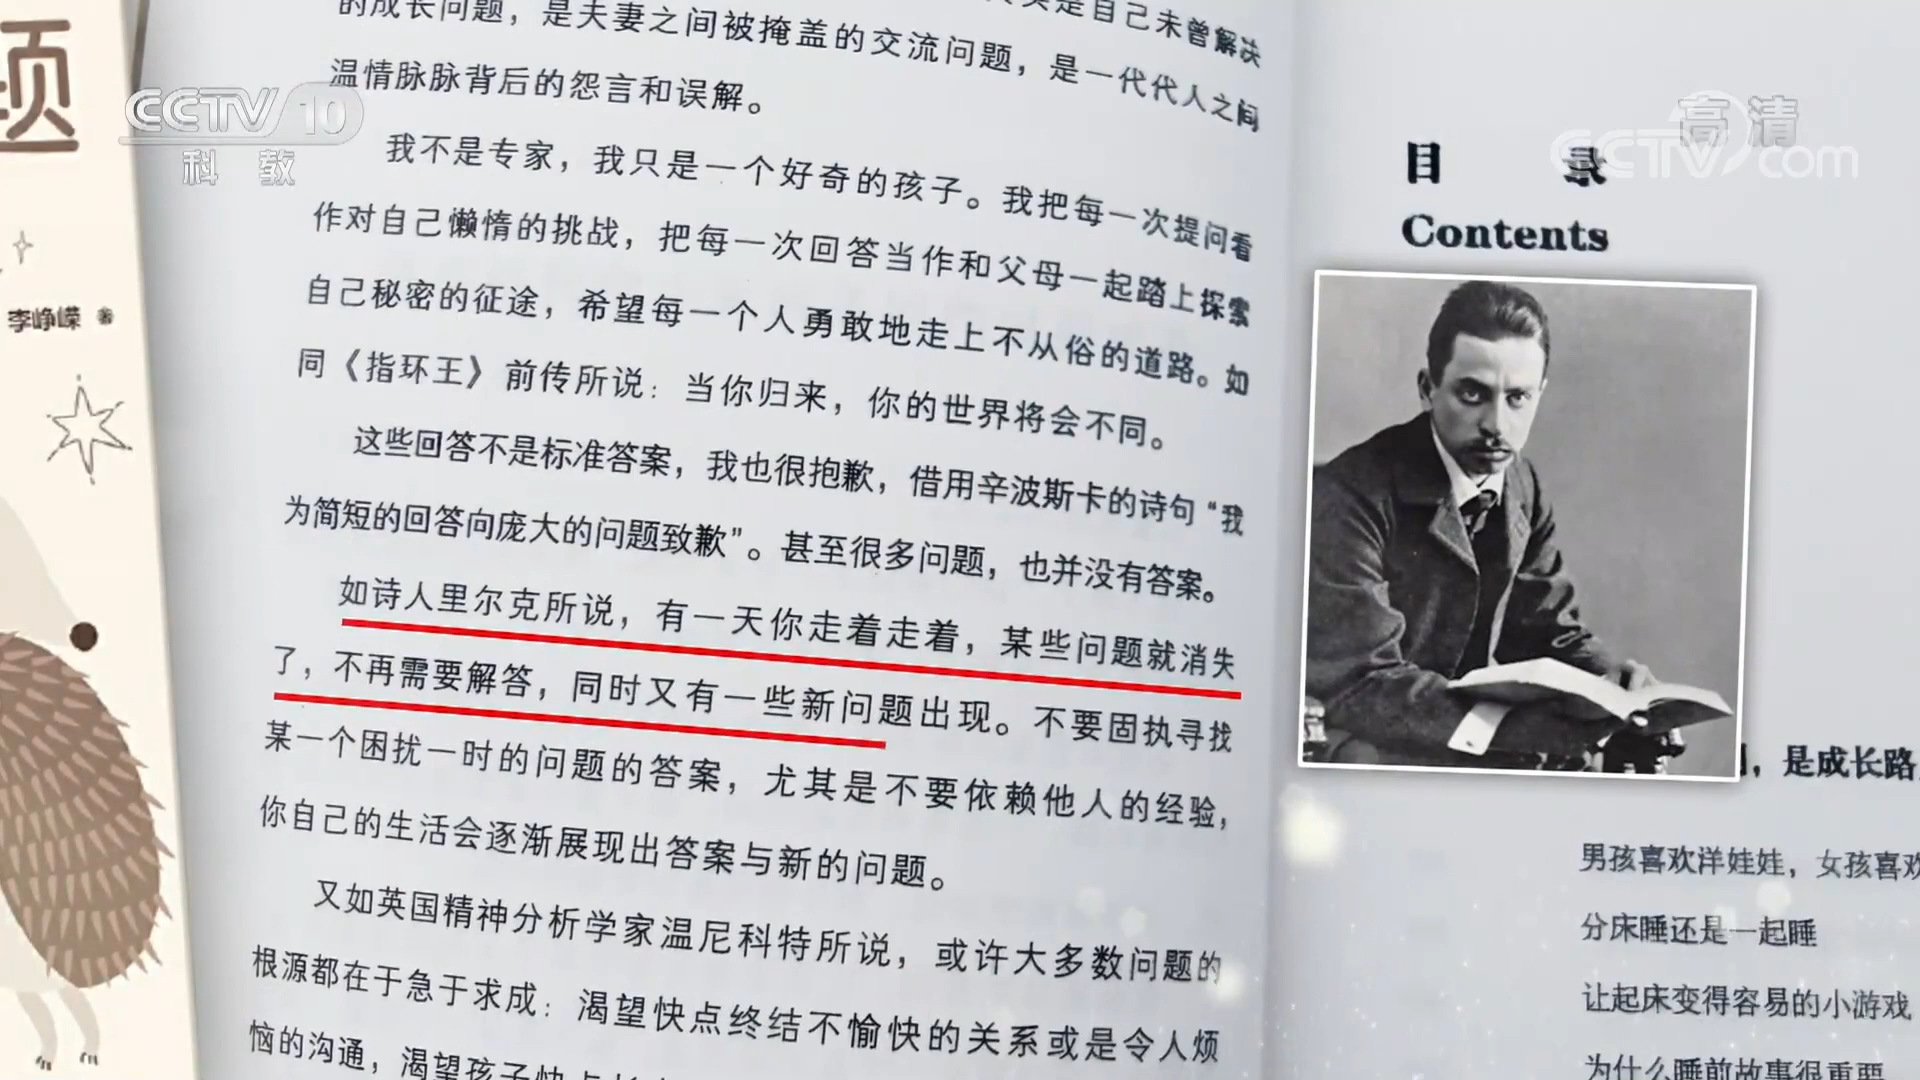 题
李峥嵘 著
CCTV 10
科 教
高清
CCTV.com
是自己未曾解决
的成长问题，是夫妻之间被掩盖的交流问题，是一代代人之间
温情脉脉背后的怨言和误解。
我不是专家，我只是一个好奇的孩子。我把每一次提问看
作对自己懒惰的挑战，把每一次回答当作和父母一起踏上探索
自己秘密的征途，希望每一个人勇敢地走上不从俗的道路。如
同《指环王》前传所说：当你归来，你的世界将会不同。
这些回答不是标准答案，我也很抱歉，借用辛波斯卡的诗句“我
为简短的回答向庞大的问题致歉”。甚至很多问题，也并没有答案。
如诗人里尔克所说，有一天你走着走着，某些问题就消失
了，不再需要解答，同时又有一些新问题出现。不要固执寻找
某一个困扰一时的问题的答案，尤其是不要依赖他人的经验，
你自己的生活会逐渐展现出答案与新的问题。
又如英国精神分析学家温尼科特所说，或许大多数问题的
根源都在于急于求成：渴望快点终结不愉快的关系或是令人烦
恼的沟通，渴望孩子快点
目 录
Contents
，是成长路
男孩喜欢洋娃娃，女孩喜欢
分床睡还是一起睡
让起床变得容易的小游戏
为什么睡前故事很重要